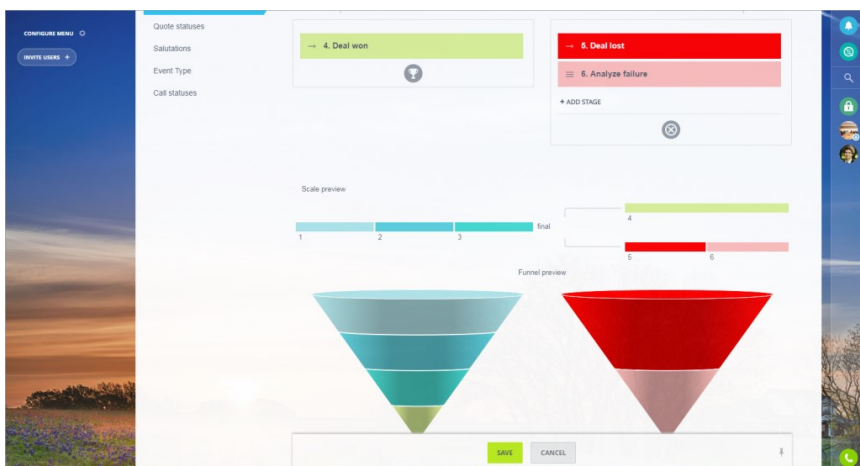 CONFIGURE MENU
INVITE USERS +
Quote statuses
Salutations
Event Type
Call statuses
→ 4. Deal won
→ 5. Deal lost
6. Analyze failure
+ ADD STAGE
Scale preview
1 2 3 final
4
5 6
Funnel preview
SAVE CANCEL